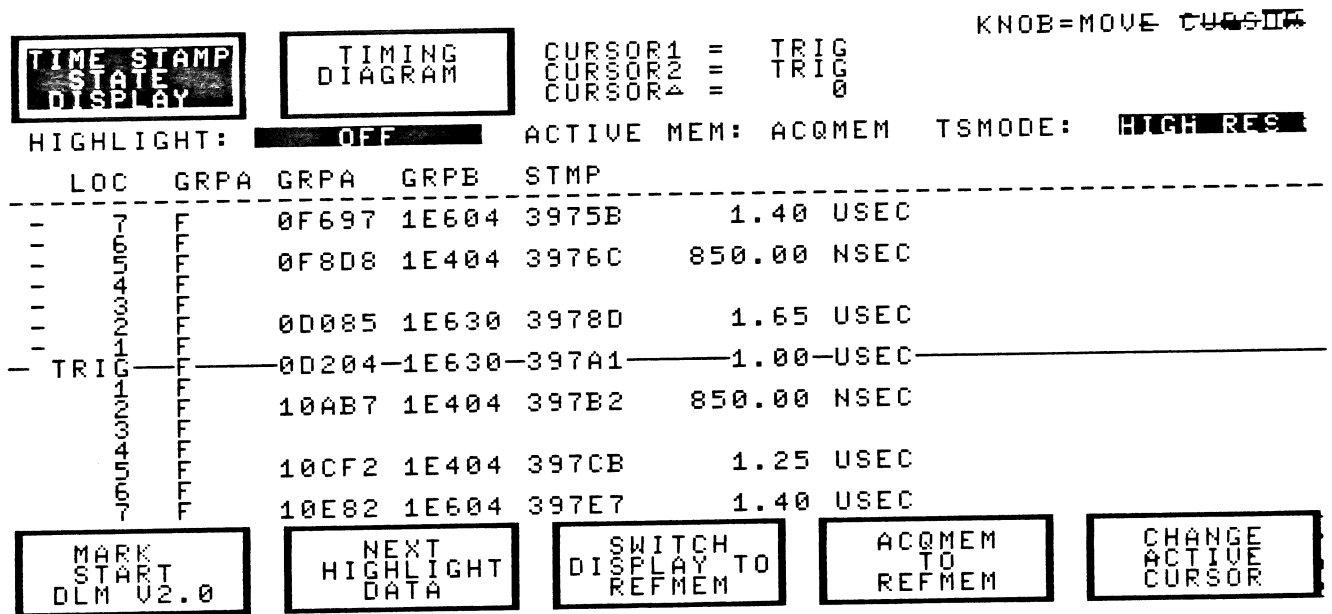 KNOB=MOVE CURSOR
TIME STAMP
STATE
DISPLAY
TIMING
DIAGRAM
CURSOR1 = TRIG
CURSOR2 = TRIG
CURSOR△ = 0
HIGHLIGHT: OFF ACTIVE MEM: ACQMEM TSMODE: HIGH RES
LOC GRPA GRPA GRPB STMP
- 7 F 0F697 1E604 3975B 1.40 USEC
- 6 F
- 5 F 0F8D8 1E404 3976C 850.00 NSEC
- 4 F
- 3 F
- 2 F 0D085 1E630 3978D 1.65 USEC
- 1 F
- TRIG F 0D204 1E630 397A1 1.00 USEC
1 F
2 F 10AB7 1E404 397B2 850.00 NSEC
3 F
4 F
5 F 10CF2 1E404 397CB 1.25 USEC
6 F
7 F 10E82 1E604 397E7 1.40 USEC
MARK
START
DLM V2.0
NEXT
HIGHLIGHT
DATA
SWITCH
DISPLAY TO
REFMEM
ACQMEM
TO
REFMEM
CHANGE
ACTIVE
CURSOR